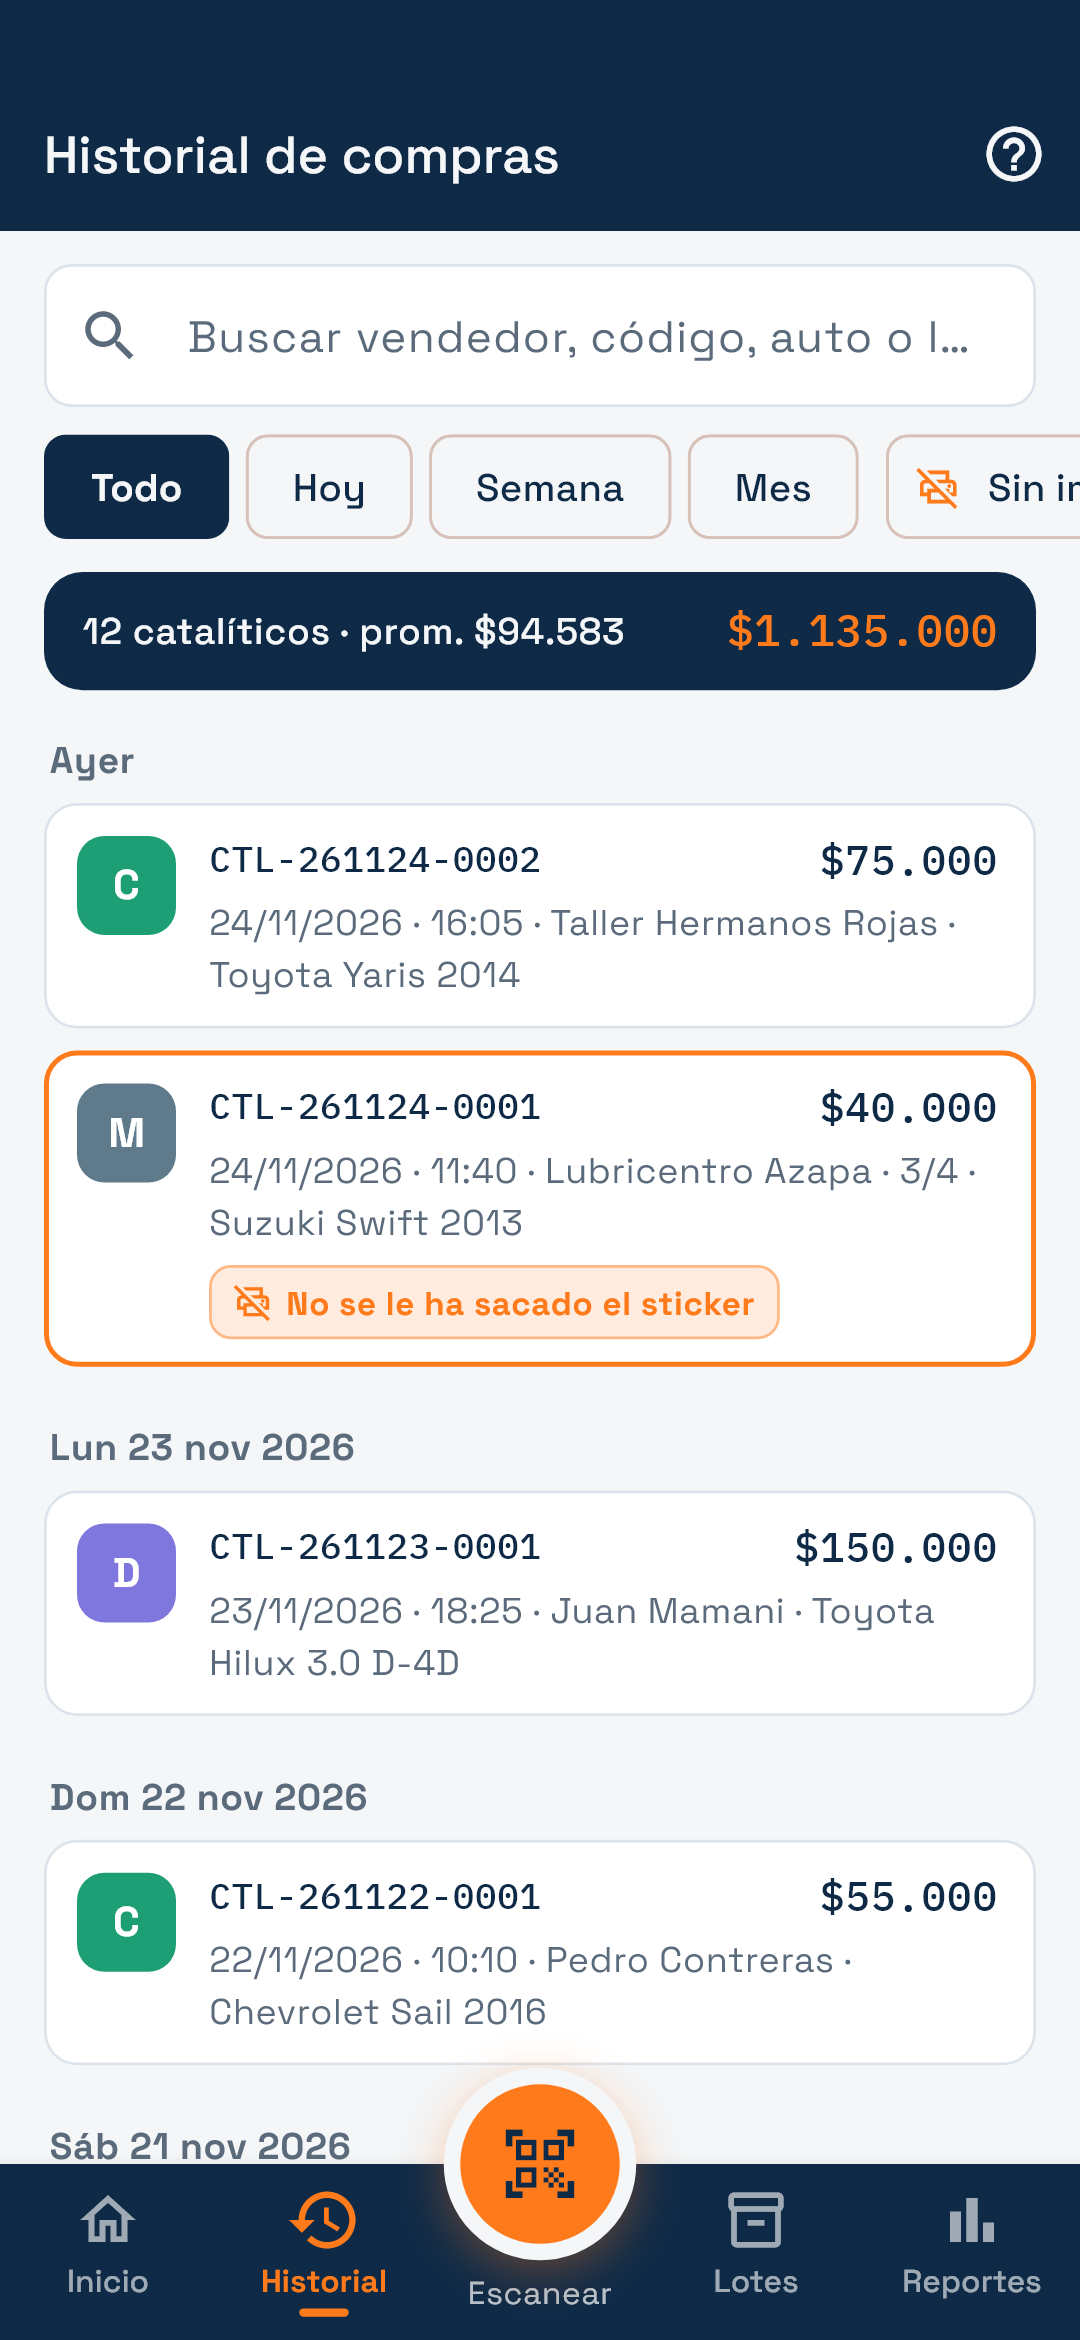 Historial de compras
Buscar vendedor, código, auto o l...
Todo
Hoy
Semana
Mes
Sin
12 catalíticos · prom. $94.583
$1.135.000
Ayer
C
CTL-261124-0002
$75.000
24/11/2026 · 16:05 · Taller Hermanos Rojas ·
Toyota Yaris 2014
M
CTL-261124-0001
$40.000
24/11/2026 · 11:40 · Lubricentro Azapa · 3/4 ·
Suzuki Swift 2013
No se le ha sacado el sticker
Lun 23 nov 2026
D
CTL-261123-0001
$150.000
23/11/2026 · 18:25 · Juan Mamani · Toyota
Hilux 3.0 D-4D
Dom 22 nov 2026
C
CTL-261122-0001
$55.000
22/11/2026 · 10:10 · Pedro Contreras ·
Chevrolet Sail 2016
Sáb 21 nov 2026
Inicio
Historial
Escanear
Lotes
Reportes